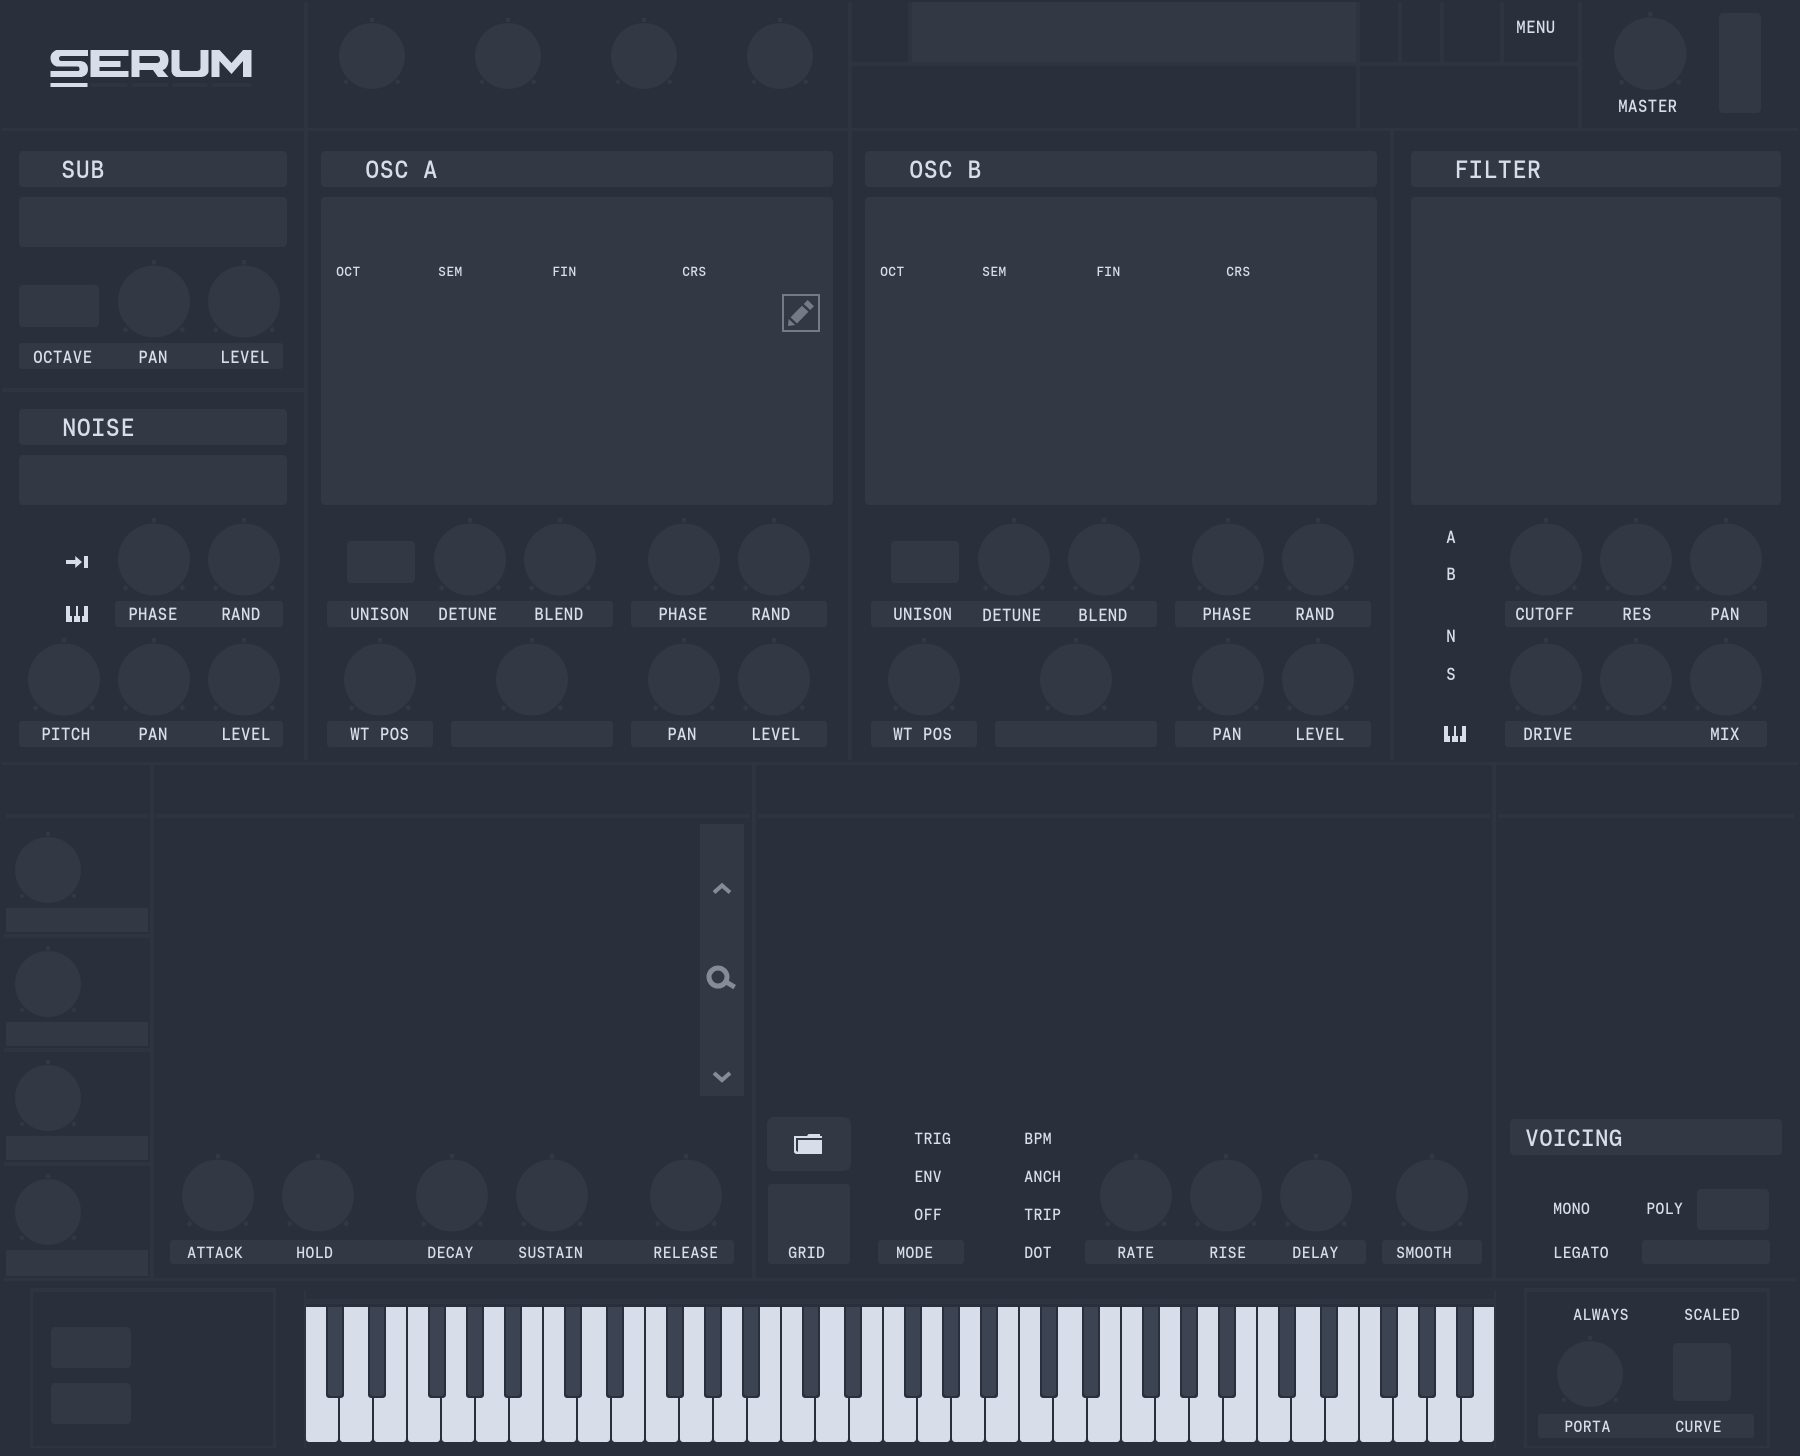 SERUM
MENU
MASTER
SUB
OSC A
OSC B
FILTER
OCT SEM FIN CRS
OCT SEM FIN CRS
OCTAVE PAN LEVEL
NOISE
PHASE RAND
PITCH PAN LEVEL
UNISON DETUNE BLEND PHASE RAND
WT POS PAN LEVEL
UNISON DETUNE BLEND PHASE RAND
WT POS PAN LEVEL
A
B
N
S
CUTOFF RES PAN
DRIVE MIX
ATTACK HOLD DECAY SUSTAIN RELEASE
GRID
TRIG BPM
ENV ANCH
OFF TRIP
MODE DOT
RATE RISE DELAY SMOOTH
VOICING
MONO POLY
LEGATO
ALWAYS SCALED
PORTA CURVE